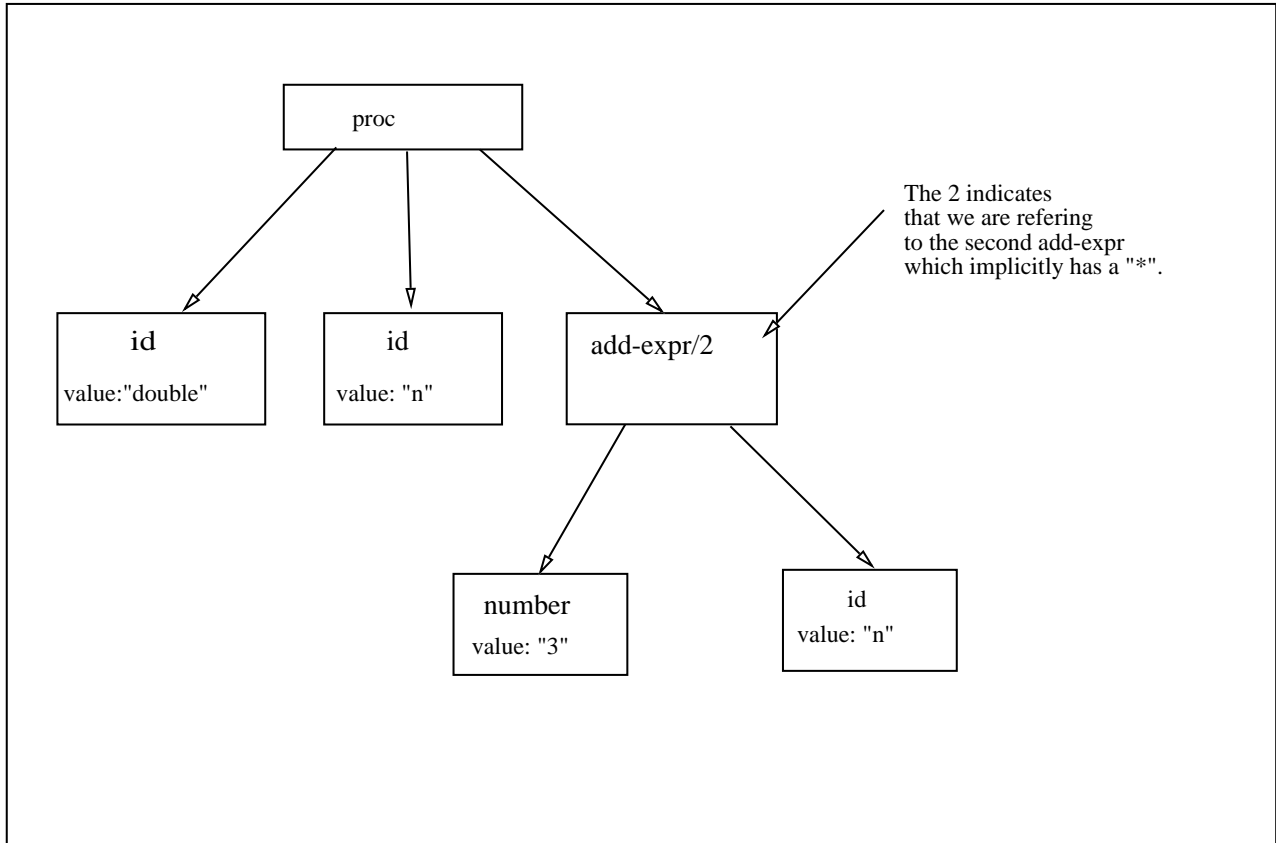 proc
The 2 indicates
that we are refering
to the second add-expr
which implicitly has a "*".
id
value:"double"
id
value: "n"
add-expr/2
number
value: "3"
id
value: "n"